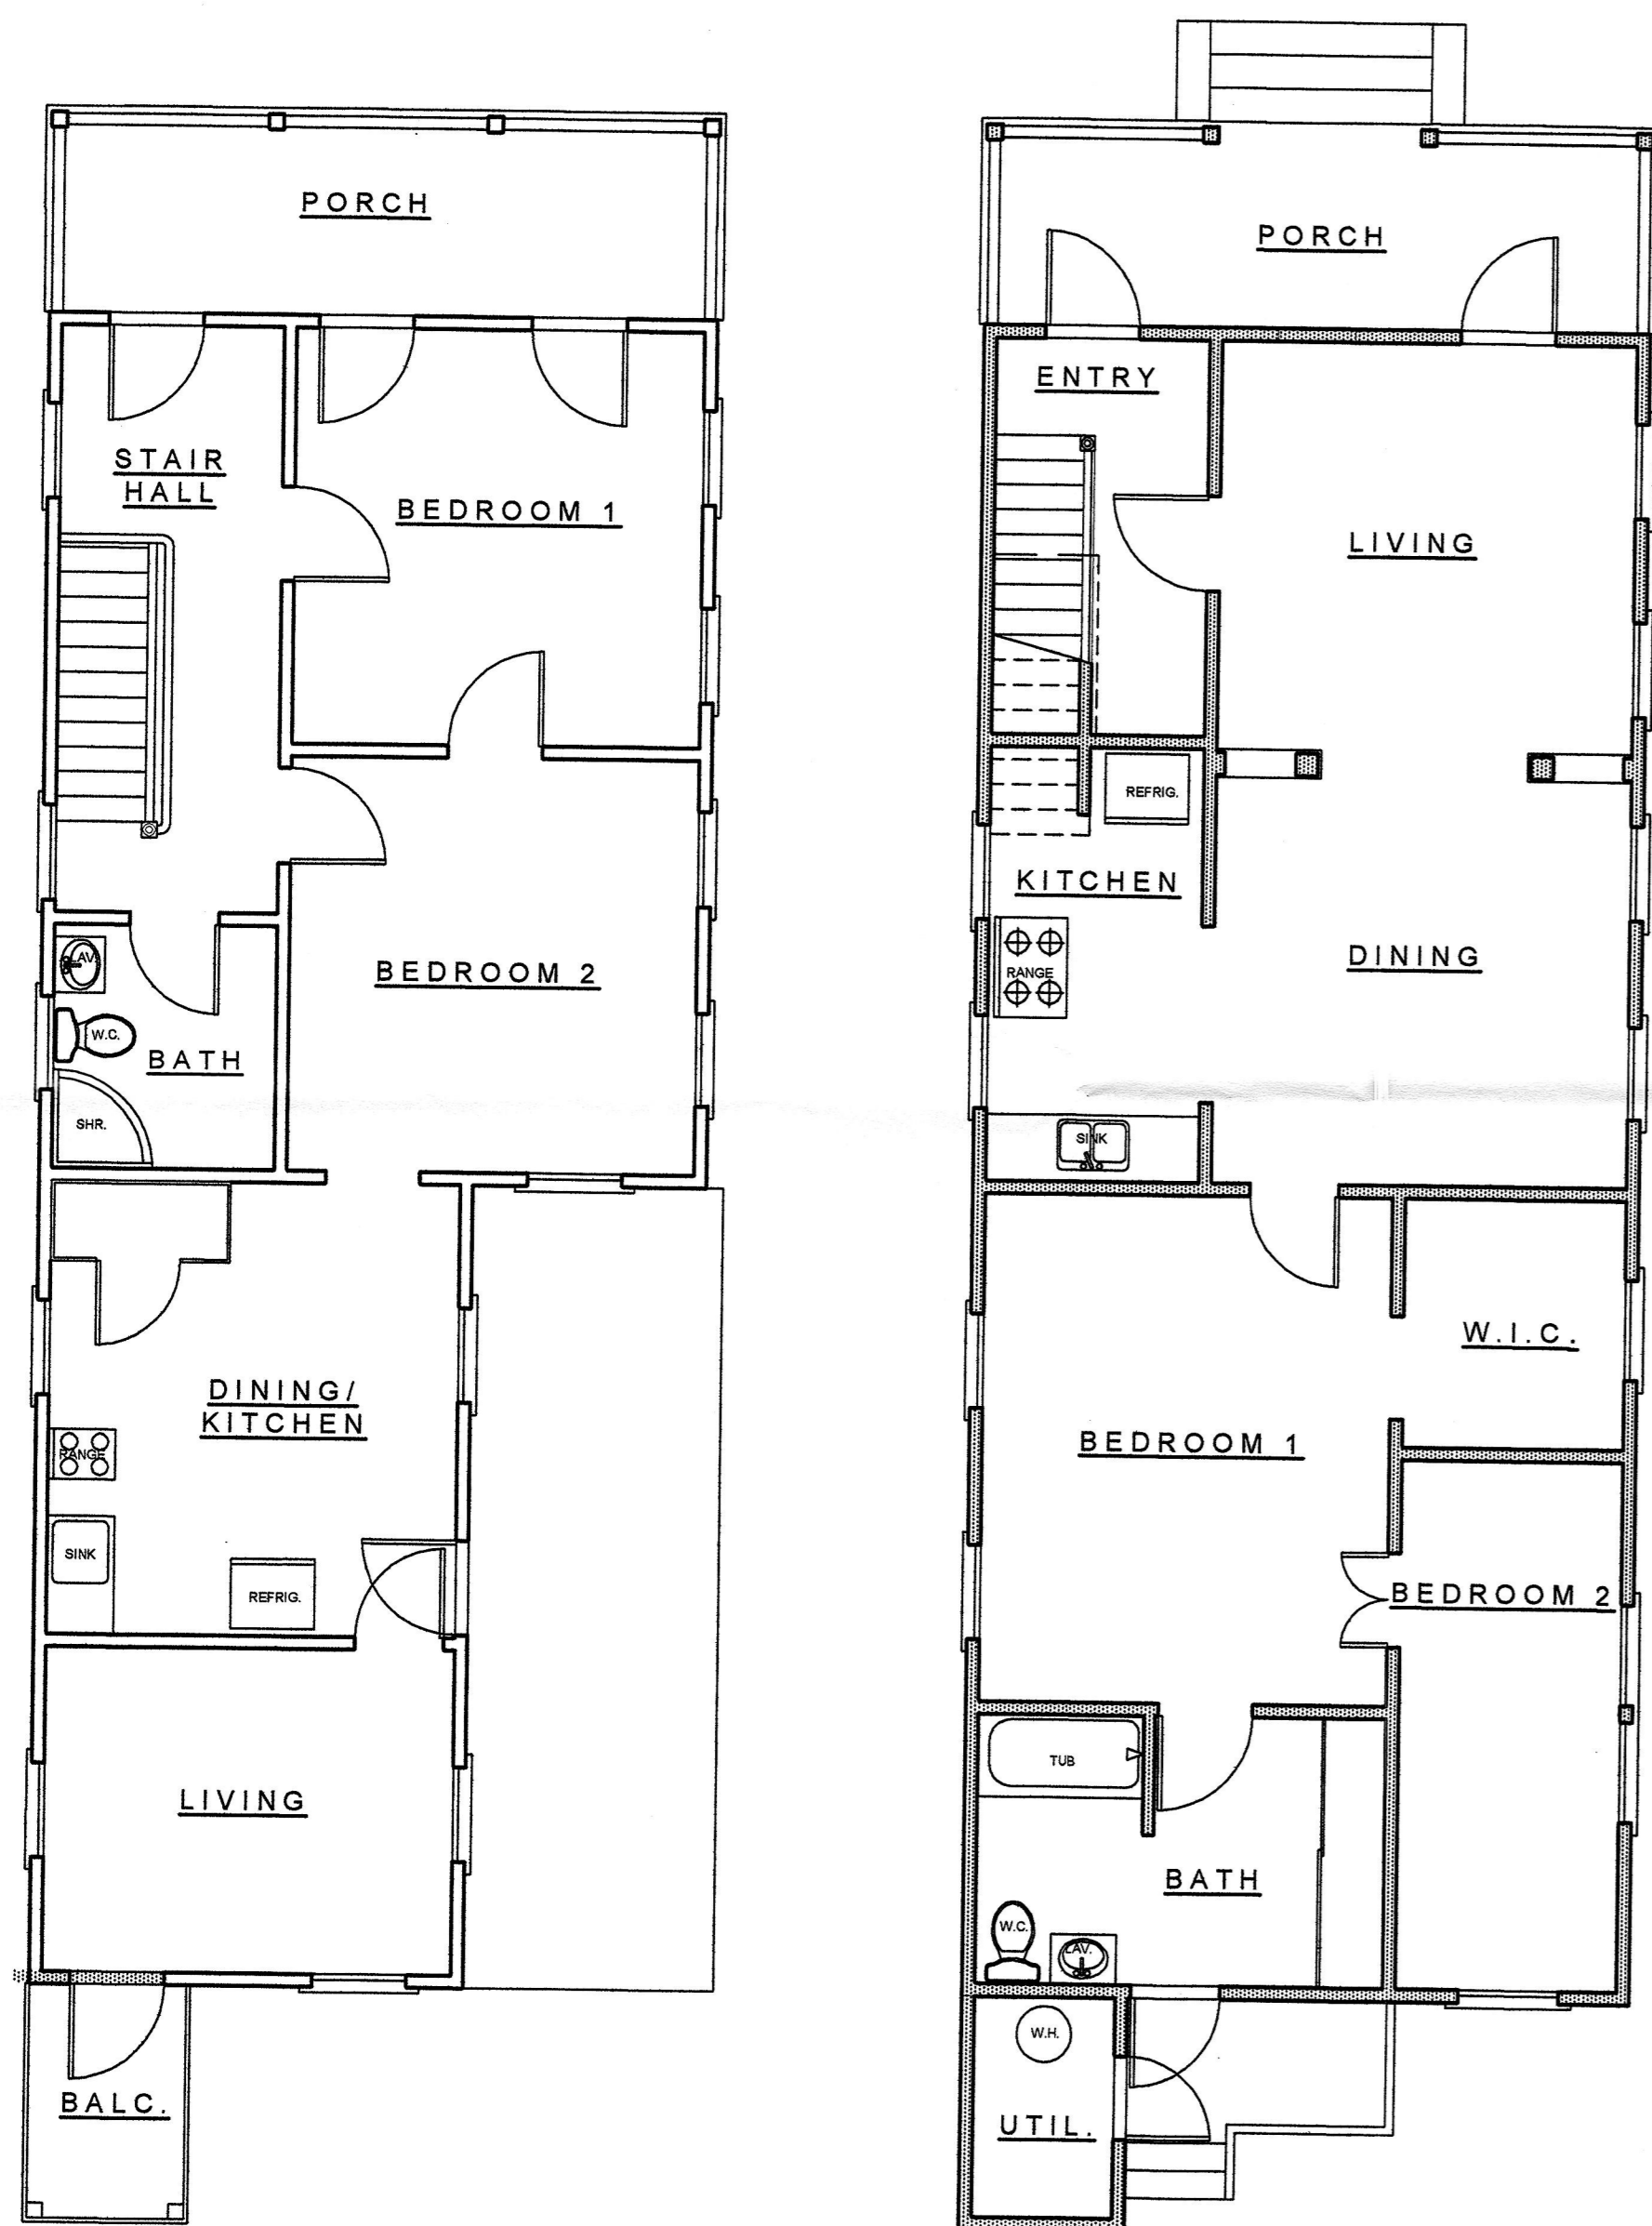 PORCH
STAIR
HALL
BEDROOM 1
BEDROOM 2
LAV.
W.C.
BATH
SHR.
DINING/
KITCHEN
RANGE
SINK
REFRIG.
LIVING
BALC.
PORCH
ENTRY
LIVING
REFRIG.
KITCHEN
RANGE
DINING
SINK
W.I.C.
BEDROOM 1
BEDROOM 2
TUB
BATH
W.C.
LAV.
W.H.
UTIL.